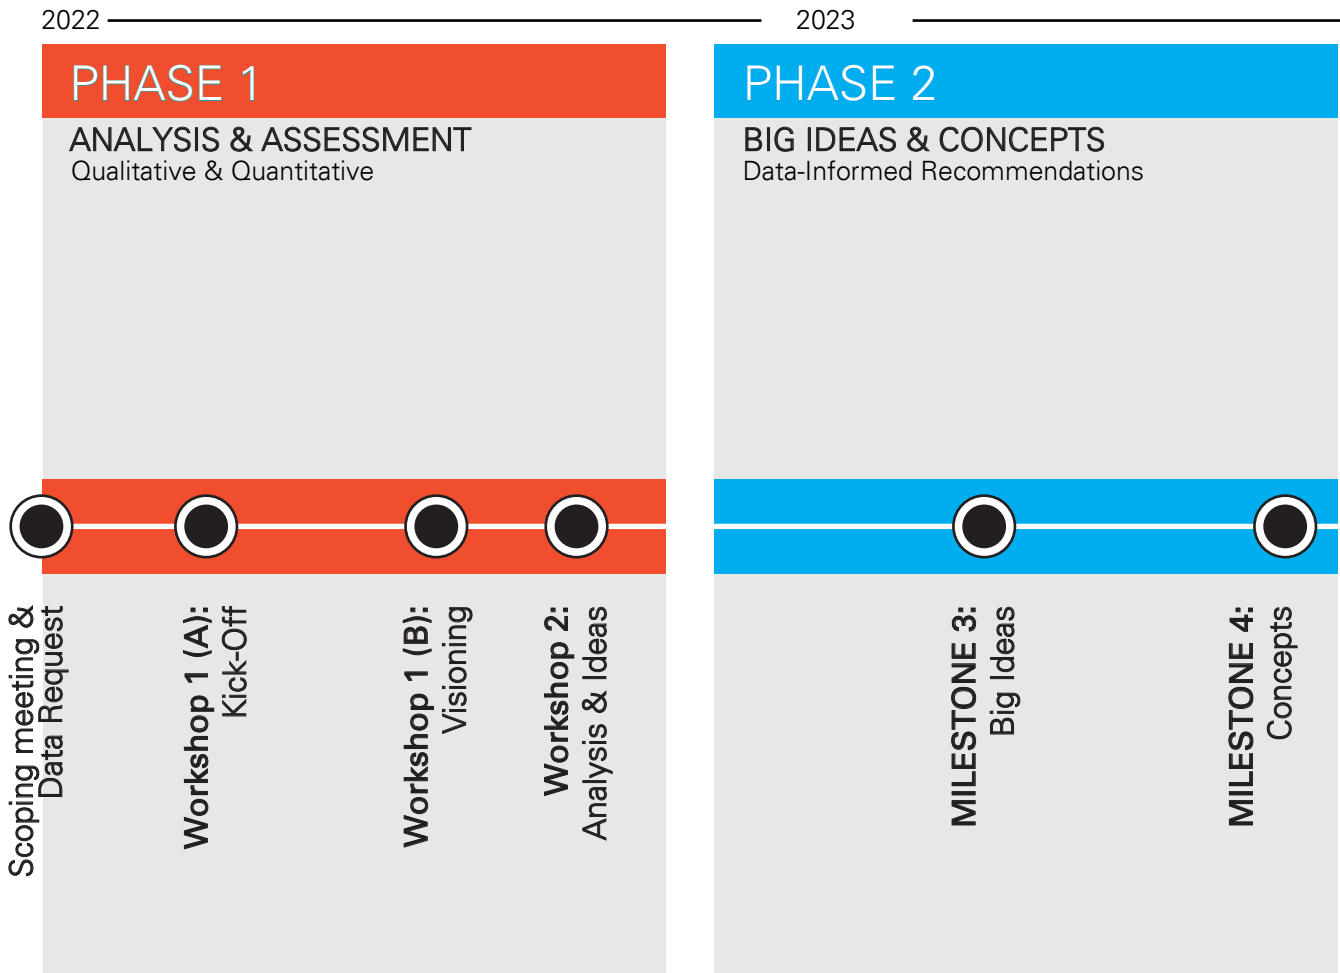 2022
2023
PHASE 1
ANALYSIS & ASSESSMENT
Qualitative & Quantitative
PHASE 2
BIG IDEAS & CONCEPTS
Data-Informed Recommendations
Scoping meeting &
Data Request
Workshop 1 (A):
Kick-Off
Workshop 1 (B):
Visioning
Workshop 2:
Analysis & Ideas
MILESTONE 3:
Big Ideas
MILESTONE 4:
Concepts